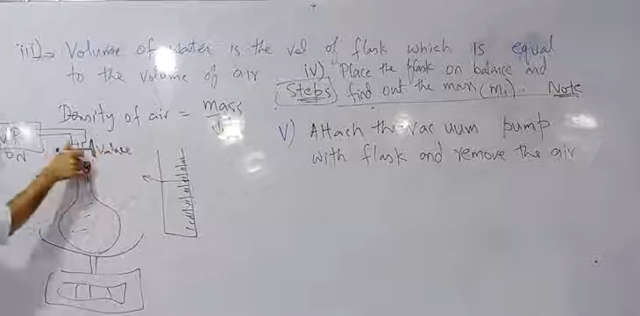 iii) Volume of water is the vol of flask which is equal
to the volume of air
iv) Place the flask on balance and
Steps find out the mass (m₁). Note
Density of air = mass
V
v) Attach the vacuum pump
with flask and remove the air
V.P
ON
valve